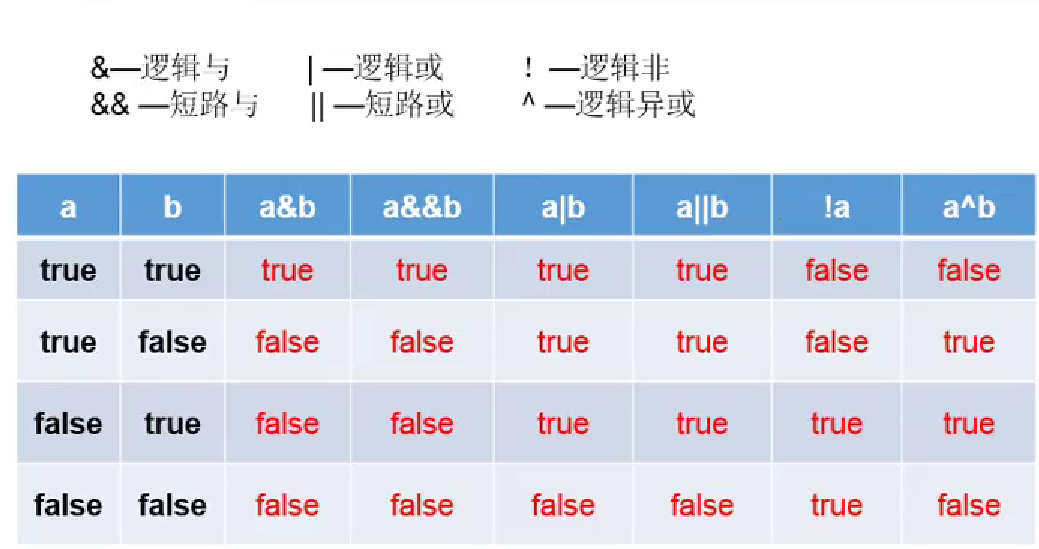 &—逻辑与 | —逻辑或 ! —逻辑非
&& —短路与 || —短路或 ^ —逻辑异或
a b a&b a&&b a|b a||b !a a^b
true true true true true true false false
true false false false true true false true
false true false false true true true true
false false false false false false true false